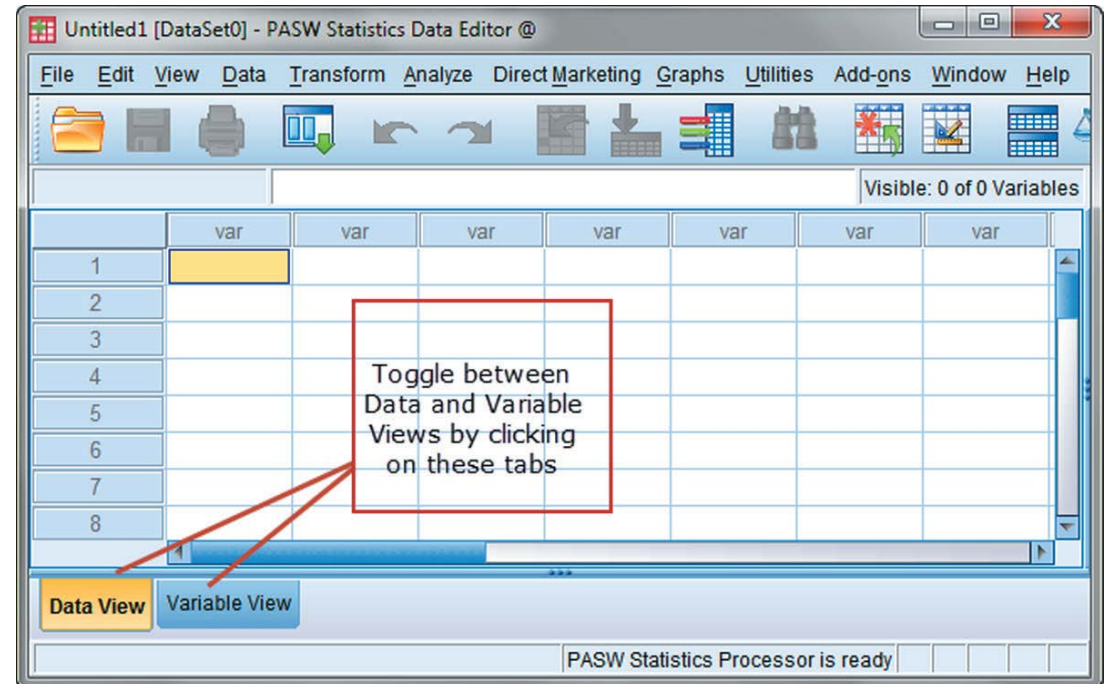 Untitled1 [DataSet0] - PASW Statistics Data Editor @
File Edit View Data Transform Analyze Direct Marketing Graphs Utilities Add-ons Window Help
Visible: 0 of 0 Variables
var var var var var var var
1
2
3
4
5
6
7
8
Toggle between
Data and Variable
Views by clicking
on these tabs
Data View Variable View
PASW Statistics Processor is ready